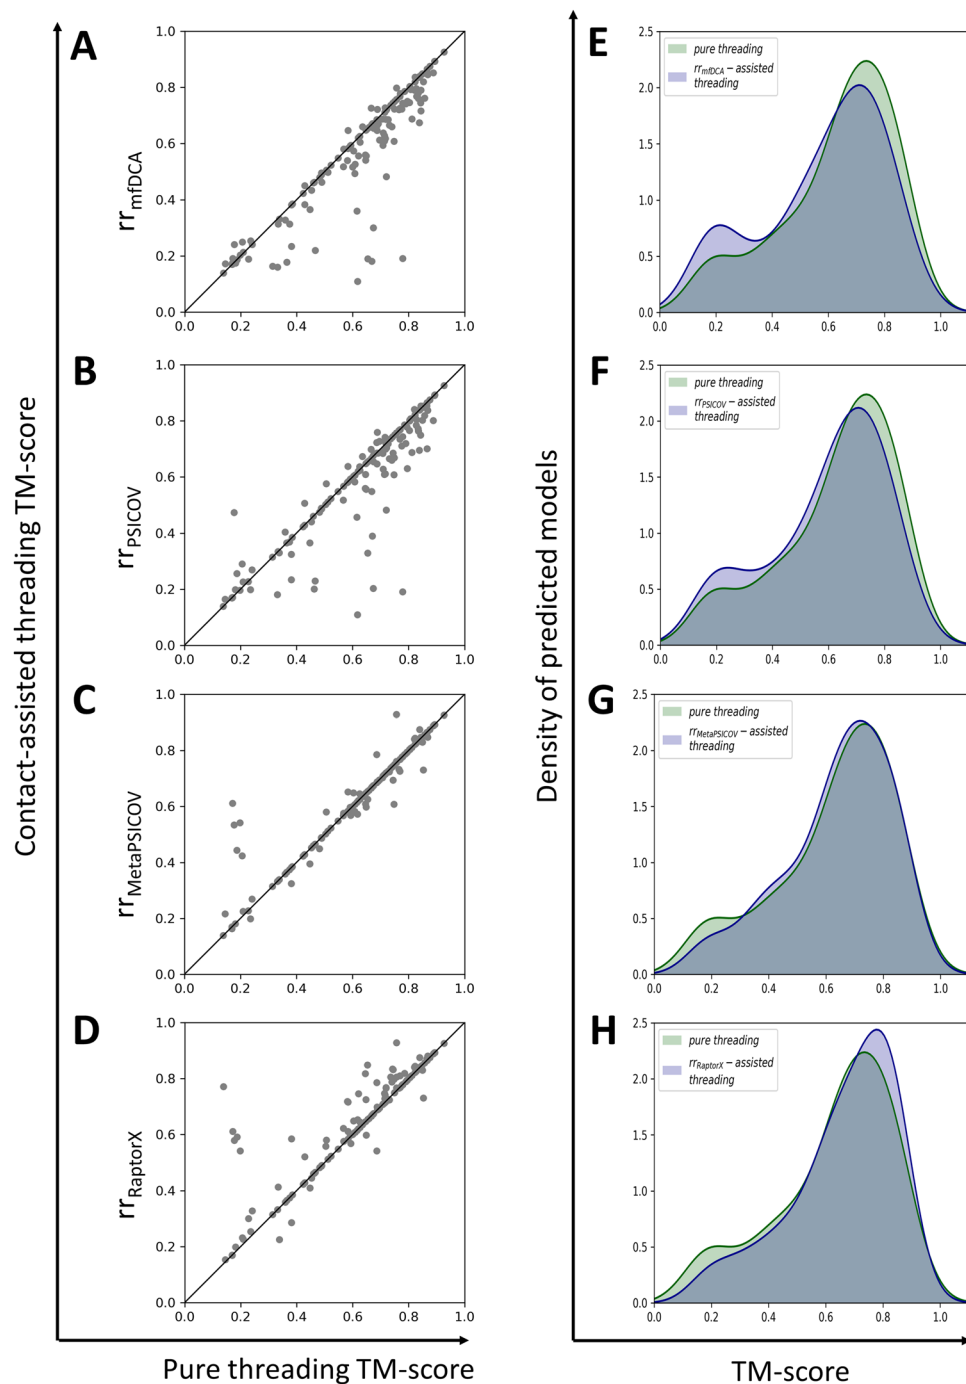 Contact-assisted threading TM-score
A
rr_mfDCA
1.0
0.8
0.6
0.4
0.2
0.0
0.0 0.2 0.4 0.6 0.8 1.0
B
rr_PSICOV
1.0
0.8
0.6
0.4
0.2
0.0
0.0 0.2 0.4 0.6 0.8 1.0
C
rr_MetaPSICOV
1.0
0.8
0.6
0.4
0.2
0.0
0.0 0.2 0.4 0.6 0.8 1.0
D
rr_RaptorX
1.0
0.8
0.6
0.4
0.2
0.0
0.0 0.2 0.4 0.6 0.8 1.0
Pure threading TM-score
Density of predicted models
E
2.5
2.0
1.5
1.0
0.5
0.0
pure threading
rr_mfDCA – assisted
threading
0.0 0.2 0.4 0.6 0.8 1.0
F
2.5
2.0
1.5
1.0
0.5
0.0
pure threading
rr_PSICOV – assisted
threading
0.0 0.2 0.4 0.6 0.8 1.0
G
2.5
2.0
1.5
1.0
0.5
0.0
pure threading
rr_MetaPSICOV – assisted
threading
0.0 0.2 0.4 0.6 0.8 1.0
H
2.5
2.0
1.5
1.0
0.5
0.0
pure threading
rr_RaptorX – assisted
threading
0.0 0.2 0.4 0.6 0.8 1.0
TM-score